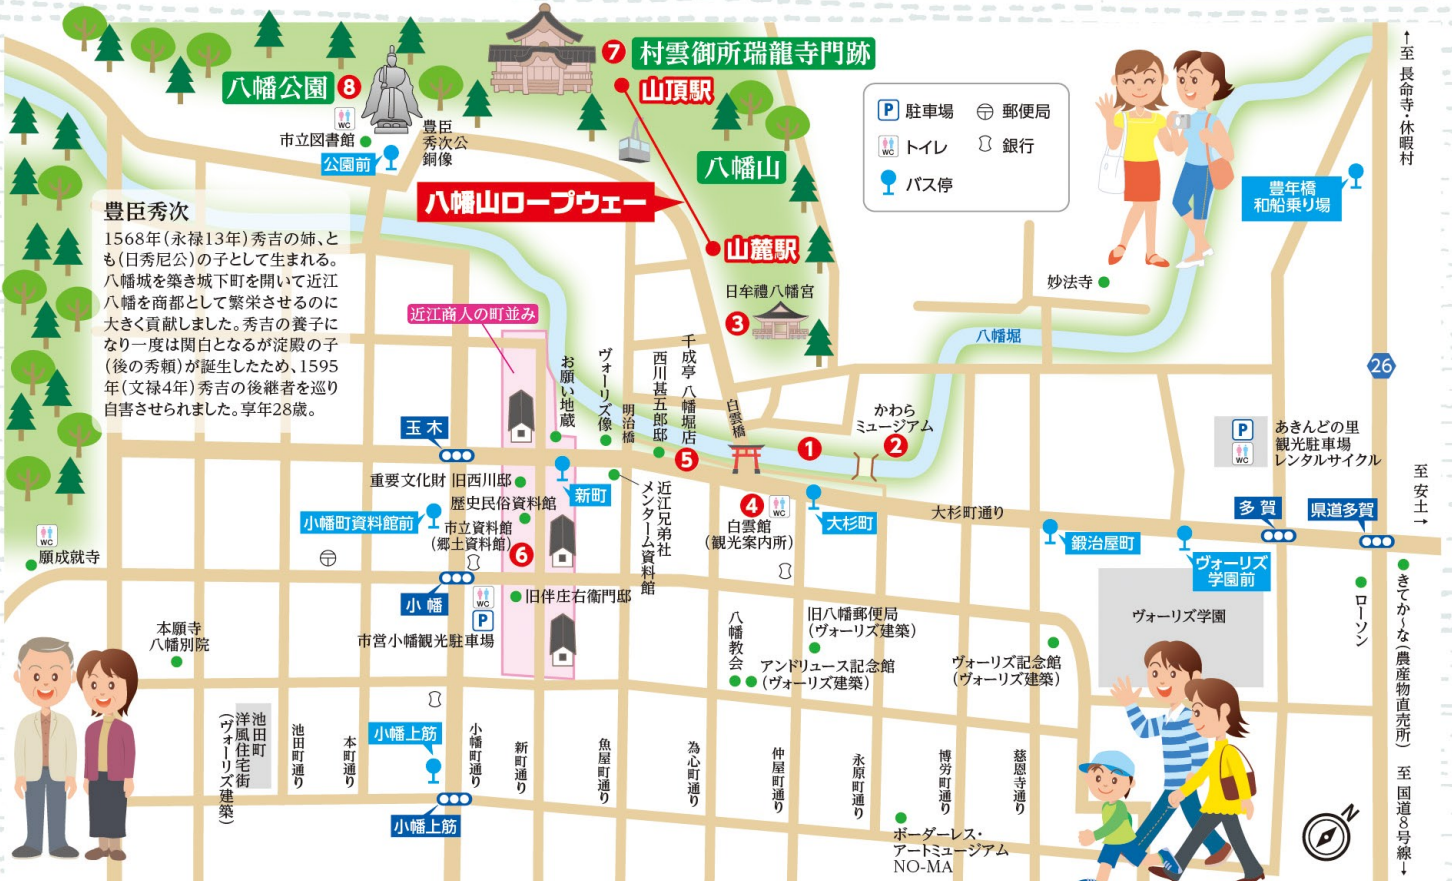 7
村雲御所瑞龍寺門跡
山頂駅
八幡公園
8
WC
市立図書館
公園前
豊臣
秀次公
銅像
八幡山
八幡山ロープウェー
山麓駅
P 駐車場
郵便局
WC トイレ
銀行
バス停
↑至 長命寺・休暇村
豊年橋
和船乗り場
豊臣秀次
1568年(永禄13年)秀吉の姉、と
も(日秀尼公)の子として生まれる。
八幡城を築き城下町を開いて近江
八幡を商都として繁栄させるのに
大きく貢献しました。秀吉の養子に
なり一度は関白となるが淀殿の子
(後の秀頼)が誕生したため、1595
年(文禄4年)秀吉の後継者を巡り
自害させられました。享年28歳。
妙法寺
日牟禮八幡宮
3
近江商人の町並み
八幡堀
26
お願い地蔵
ヴォーリズ像
明治橋
西川甚五郎邸
千成亭 八幡堀店
5
白雲橋
1
かわら
ミュージアム
2
玉木
重要文化財 旧西川邸
新町
歴史民俗資料館
小幡町資料館前
市立資料館
(郷土資料館)
6
近江兄弟社
メンターム資料館
4
WC
白雲館
(観光案内所)
大杉町
大杉町通り
鍛治屋町
ヴォーリズ
学園前
P
WC
あきんどの里
観光駐車場
レンタルサイクル
多賀
県道多賀
至 安土→
WC
願成就寺
小幡
WC
P
市営小幡観光駐車場
旧伴庄右衛門邸
本願寺
八幡別院
八幡教会
旧八幡郵便局
(ヴォーリズ建築)
アンドリュース記念館
(ヴォーリズ建築)
ヴォーリズ記念館
(ヴォーリズ建築)
ヴォーリズ学園
ローソン
きてか〜な(農産物直売所)
至 国道8号線→
池田町
洋風住宅街
(ヴォーリズ建築)
池田町通り
本町通り
小幡上筋
小幡町通り
小幡上筋
新町通り
魚屋町通り
為心町通り
仲屋町通り
永原町通り
博労町通り
慈恩寺通り
ボーダーレス・
アートミュージアム
NO-MA
N